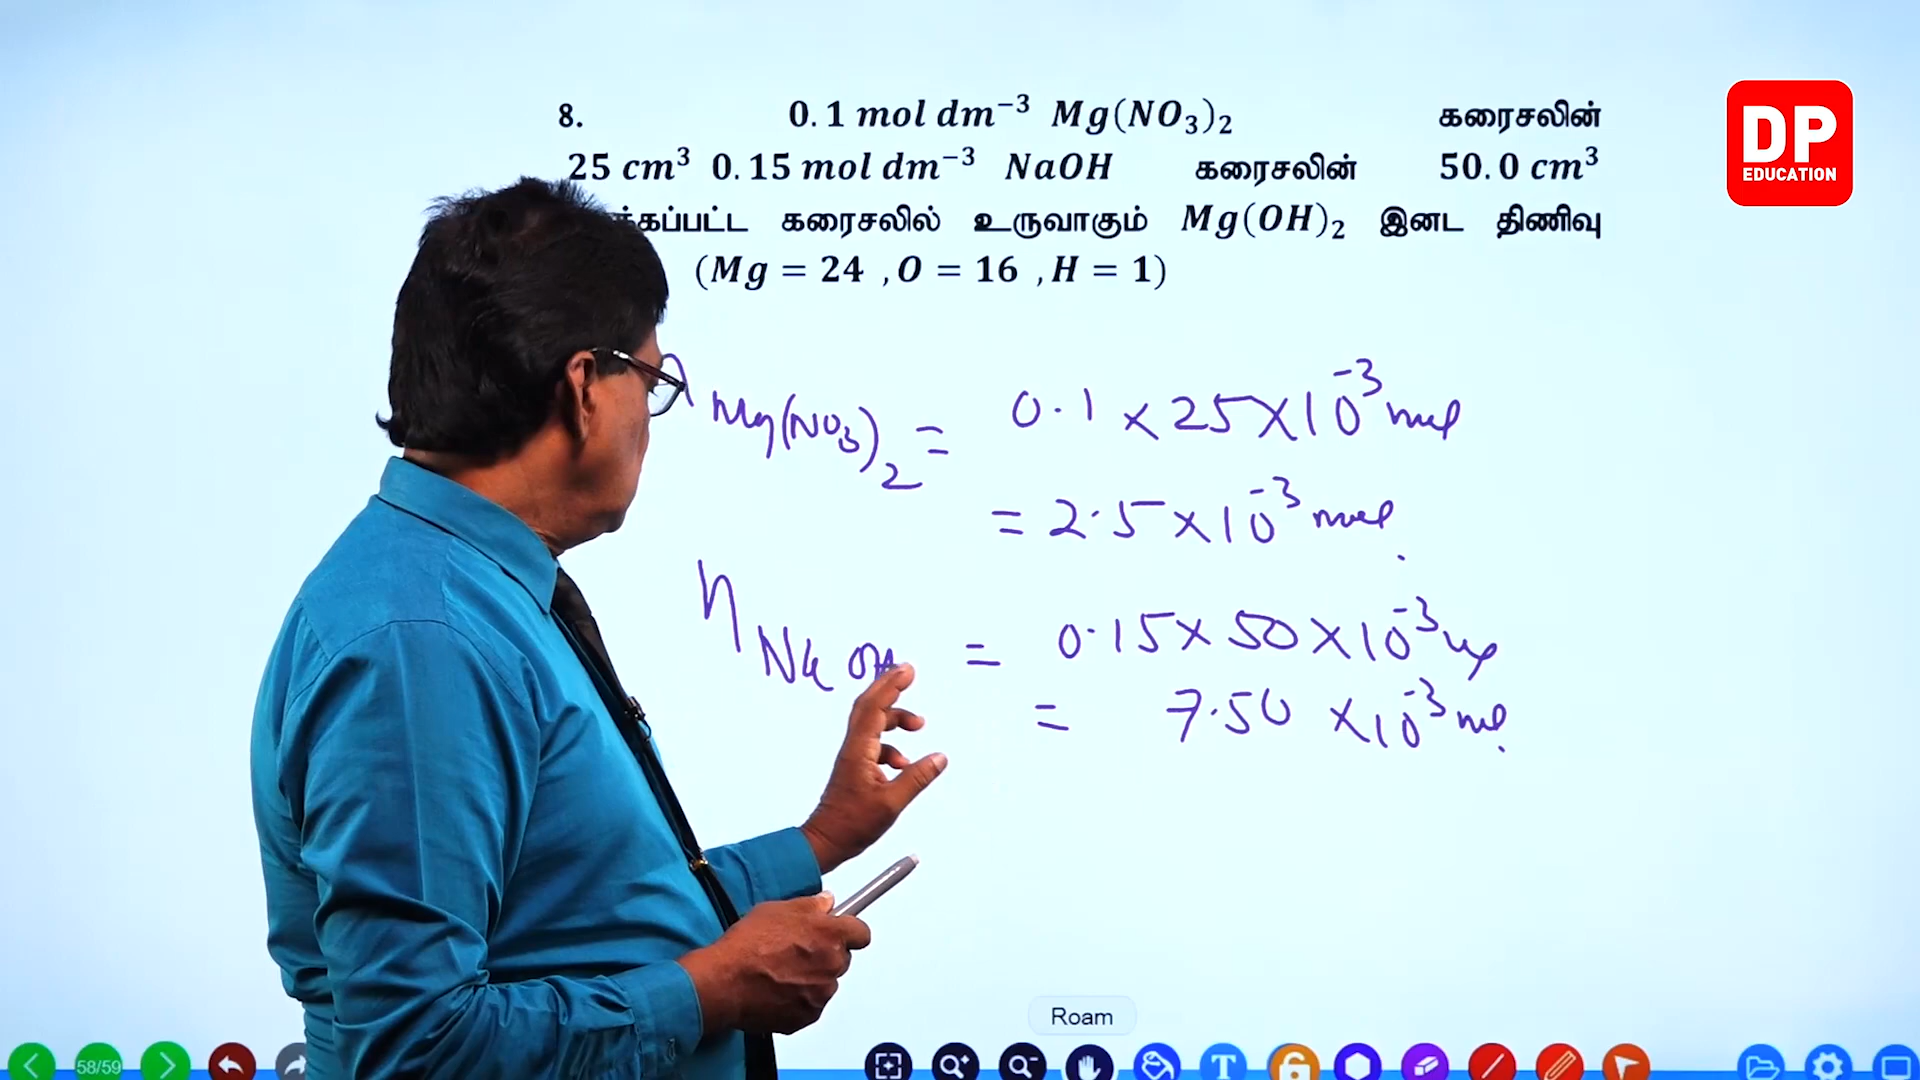 8. 0.1 mol dm⁻³ Mg(NO₃)₂ கரைசலின்
25 cm³ 0.15 mol dm⁻³ NaOH கரைசலின் 50.0 cm³
கரைசலில் உருவாகும் Mg(OH)₂ இனட திணிவு
(Mg = 24 ,O = 16 ,H = 1)
DP
EDUCATION
n Mg(NO₃)₂ = 0.1 × 25 × 10⁻³ mol
= 2.5 × 10⁻³ mol.
n NaOH = 0.15 × 50 × 10⁻³ mol
= 7.50 × 10⁻³ mol.
Roam
58/59
T